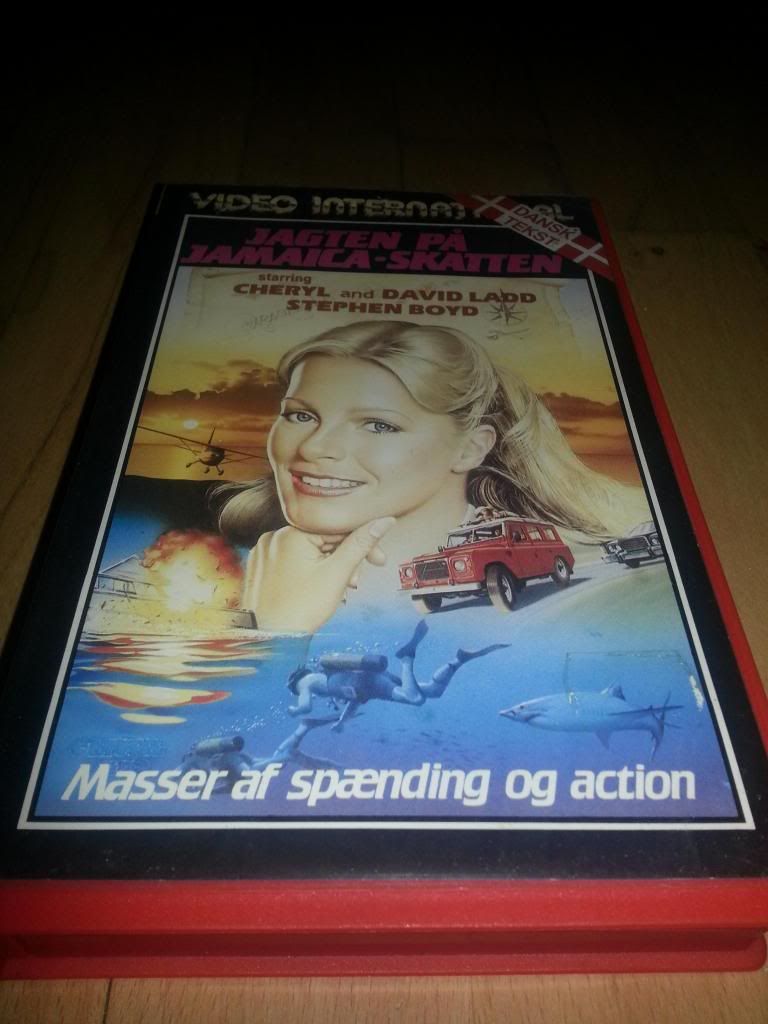 VIDEO INTERNATIONAL
DANSK
TEKST
JAGTEN PÅ
JAMAICA-SKATTEN
starring
CHERYL and DAVID LADD
STEPHEN BOYD
Masser af spænding og action